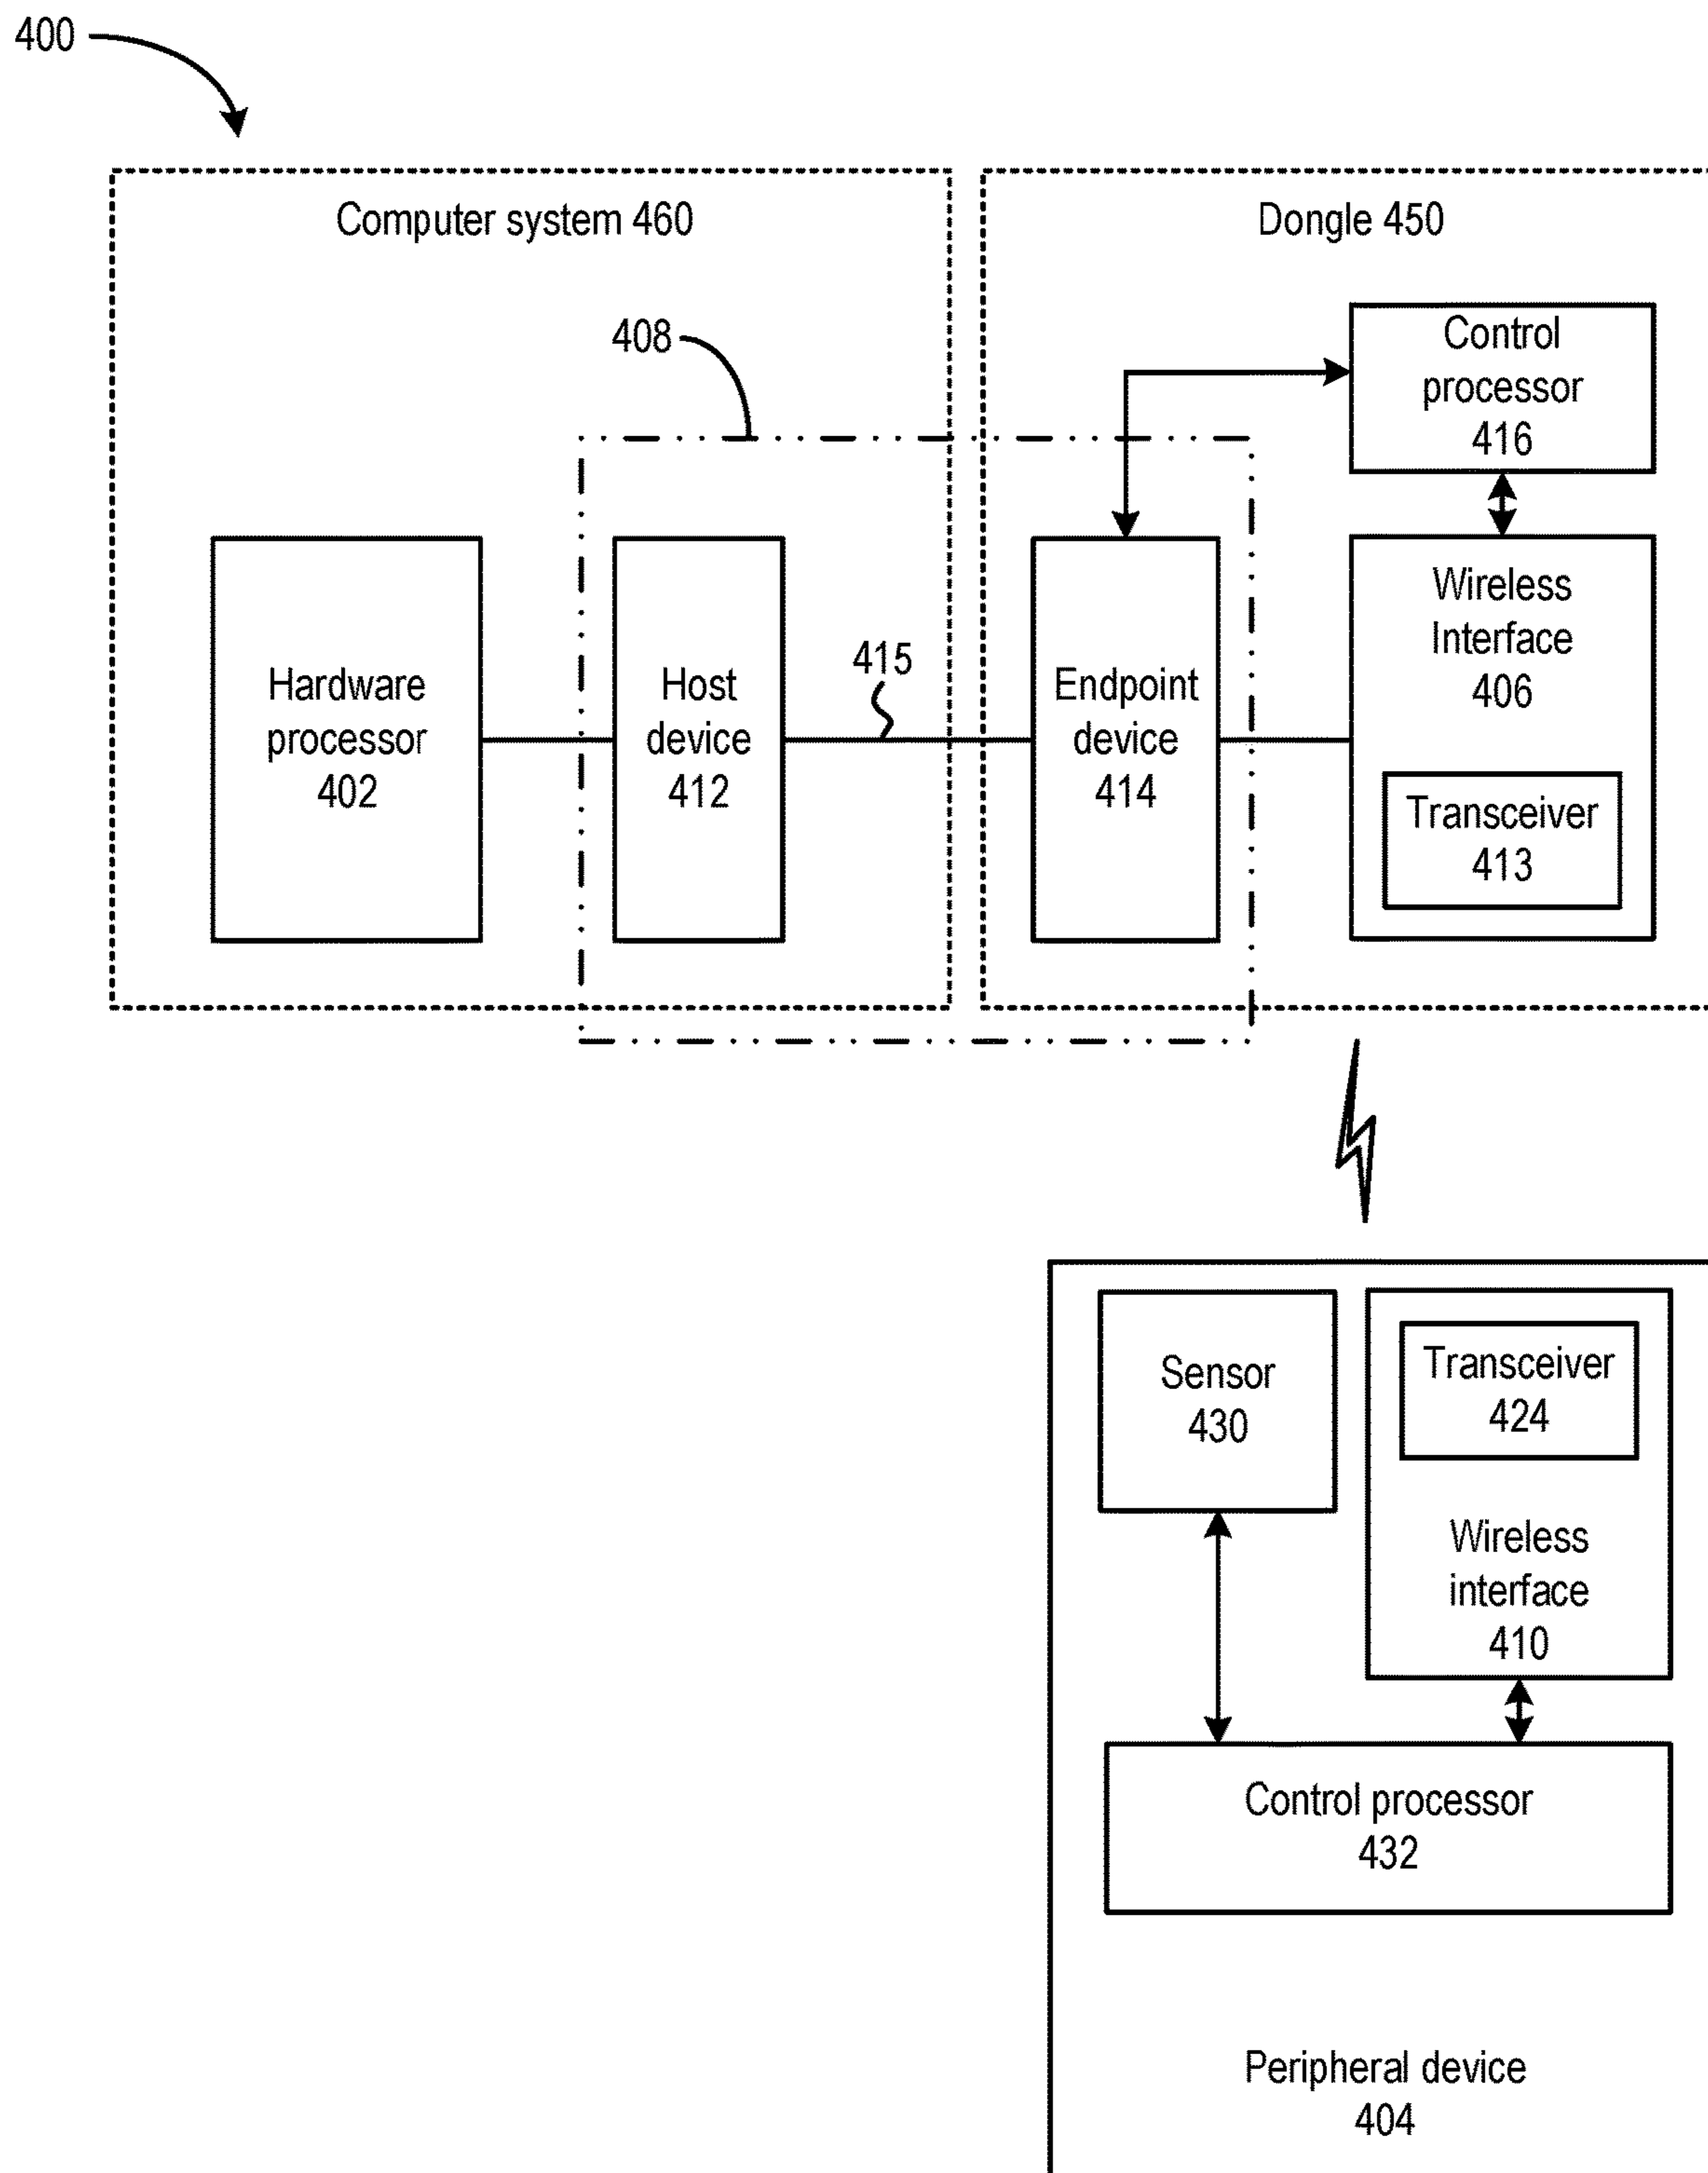 400
Computer system 460
Dongle 450
408
Control
processor
416
Wireless
Interface
406
Hardware
processor
402
Host
device
412
415
Endpoint
device
414
Transceiver
413
Sensor
430
Transceiver
424
Wireless
interface
410
Control processor
432
Peripheral device
404